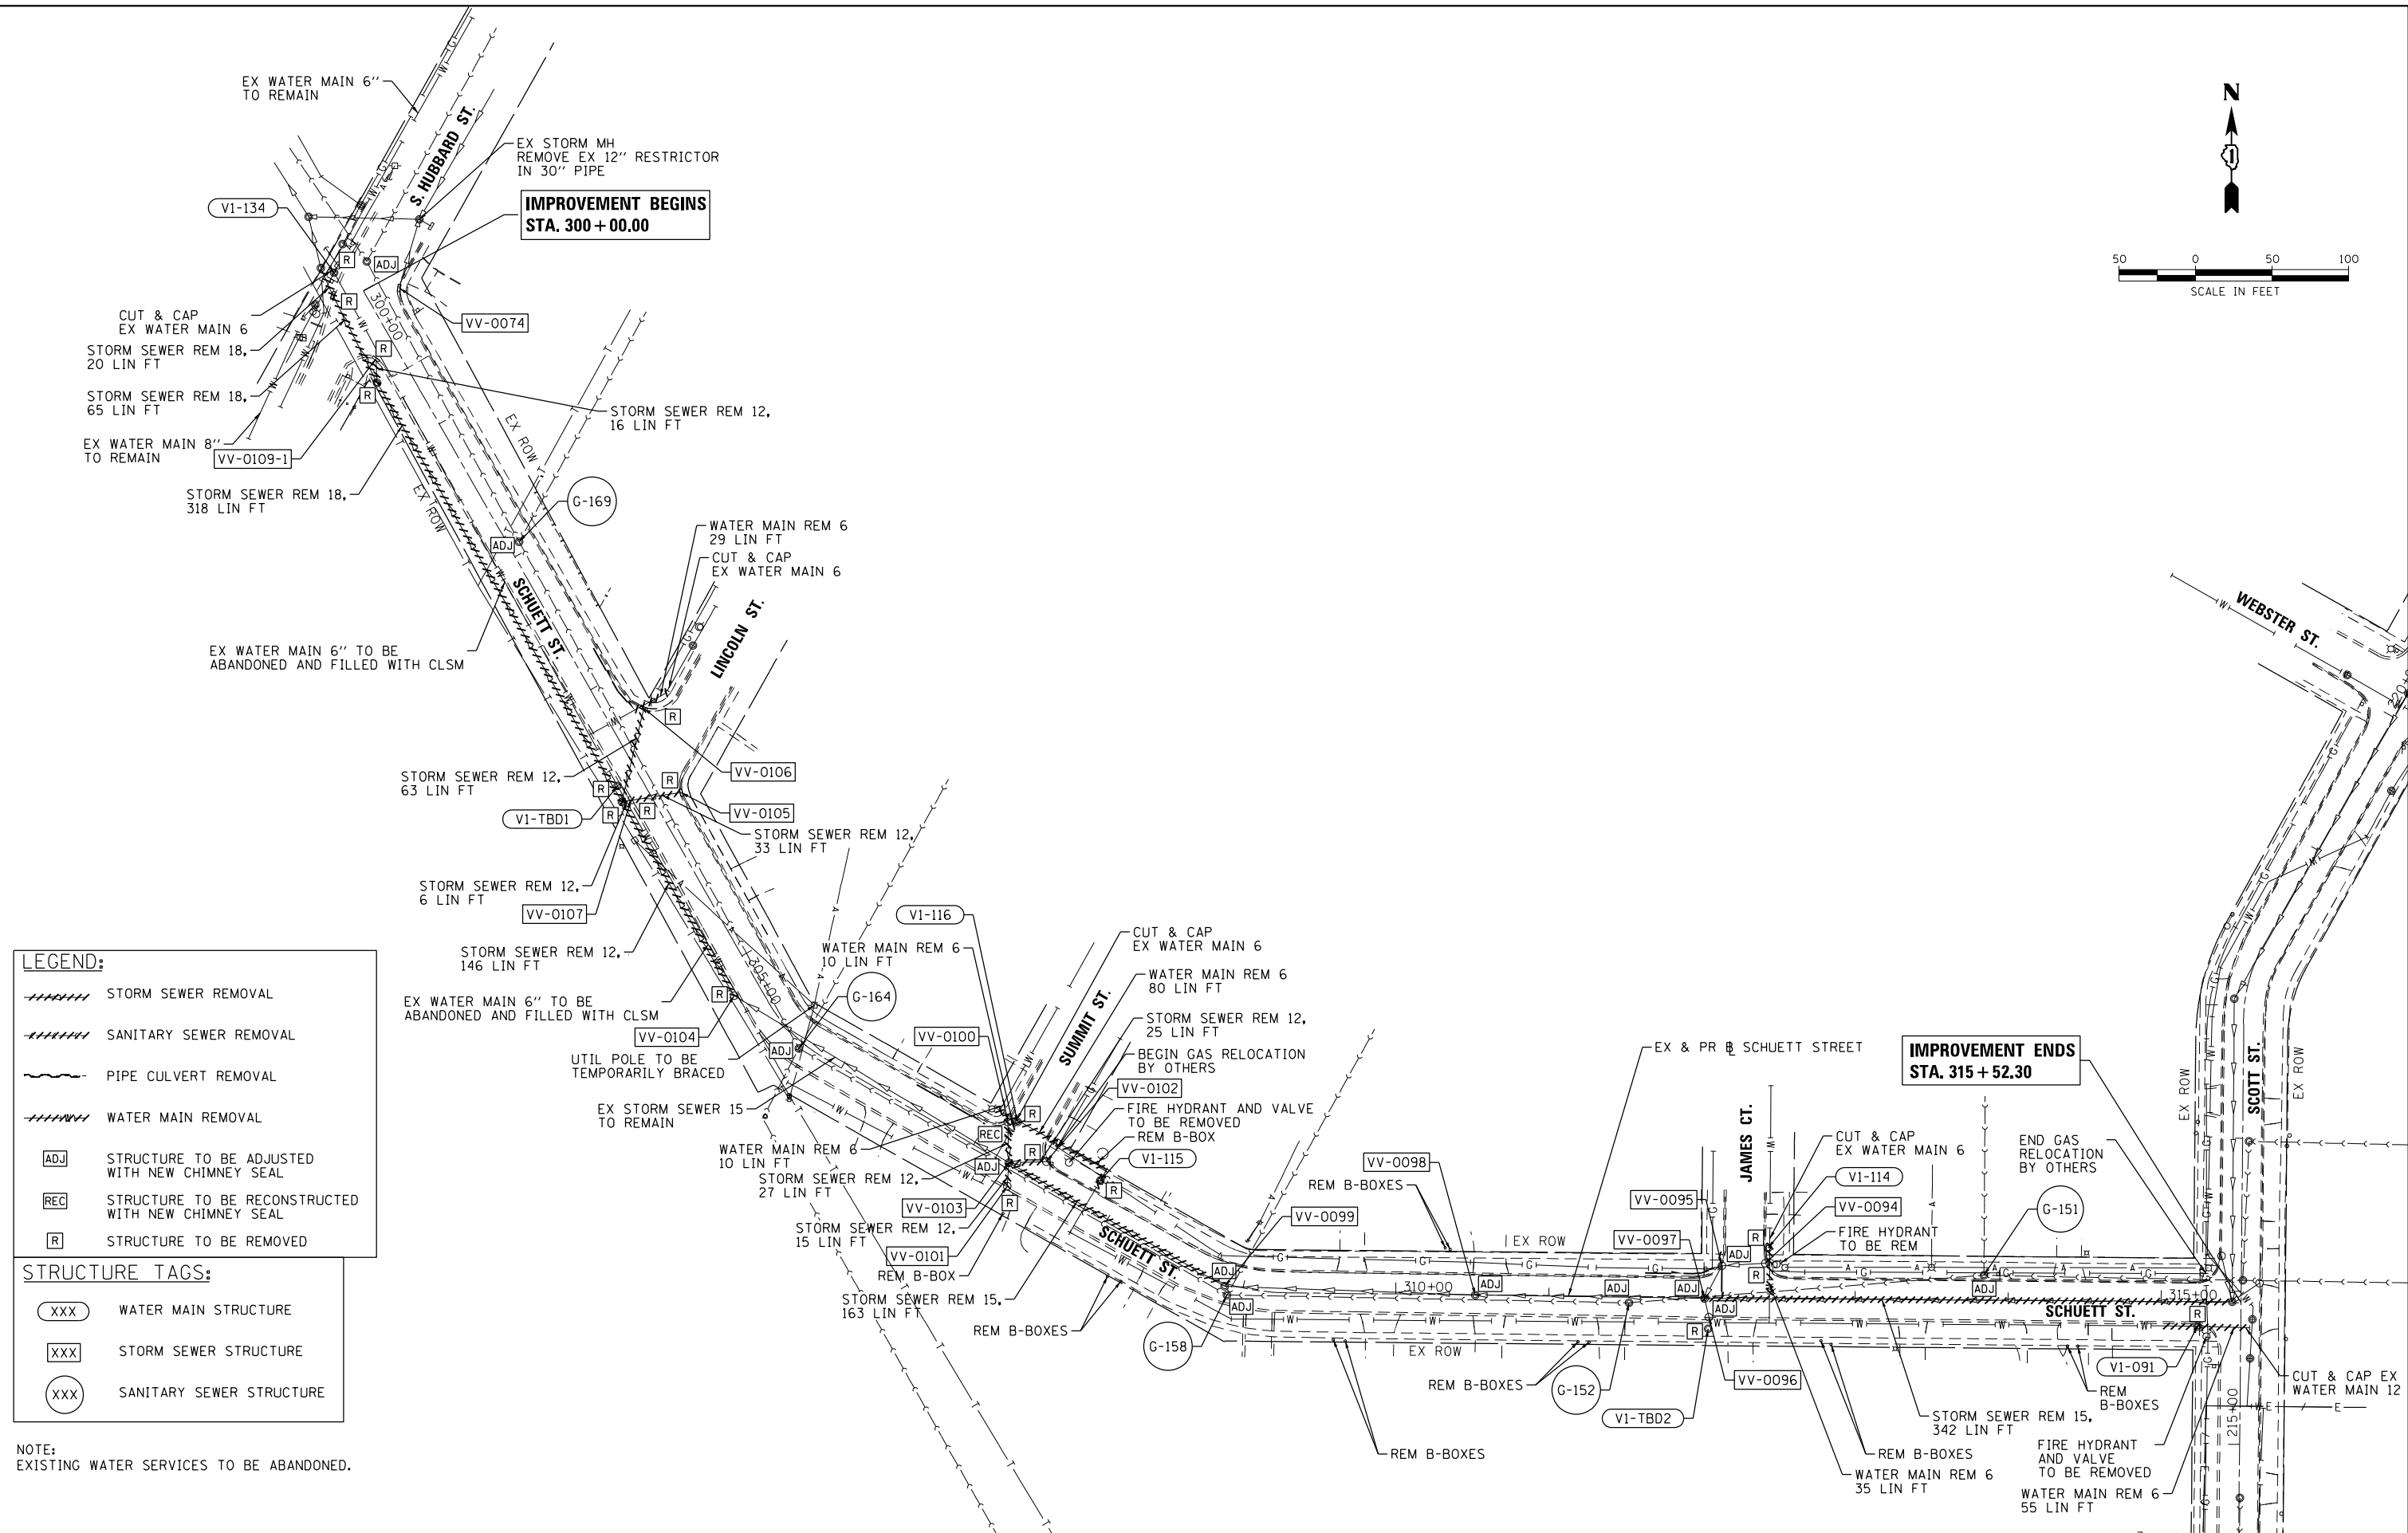 EX WATER MAIN 6''
TO REMAIN
S. HUBBARD ST.
EX STORM MH
REMOVE EX 12'' RESTRICTOR
IN 30'' PIPE
IMPROVEMENT BEGINS
STA. 300+00.00
V1-134
R
ADJ
R
300+00
VV-0074
CUT & CAP
EX WATER MAIN 6
STORM SEWER REM 18,
20 LIN FT
STORM SEWER REM 18,
65 LIN FT
R
R
EX WATER MAIN 8''
TO REMAIN
VV-0109-1
STORM SEWER REM 12,
16 LIN FT
EX ROW
STORM SEWER REM 18,
318 LIN FT
EX ROW
G-169
ADJ
SCHUETT ST.
WATER MAIN REM 6
29 LIN FT
CUT & CAP
EX WATER MAIN 6
LINCOLN ST.
EX WATER MAIN 6'' TO BE
ABANDONED AND FILLED WITH CLSM
R
STORM SEWER REM 12,
63 LIN FT
VV-0106
R
R
VV-0105
V1-TBD1
R
R
STORM SEWER REM 12,
33 LIN FT
STORM SEWER REM 12,
6 LIN FT
VV-0107
STORM SEWER REM 12,
146 LIN FT
305+00
EX WATER MAIN 6'' TO BE
ABANDONED AND FILLED WITH CLSM
R
VV-0104
G-164
ADJ
UTIL POLE TO BE
TEMPORARILY BRACED
EX STORM SEWER 15
TO REMAIN
V1-116
WATER MAIN REM 6
10 LIN FT
VV-0100
CUT & CAP
EX WATER MAIN 6
WATER MAIN REM 6
80 LIN FT
SUMMIT ST.
STORM SEWER REM 12,
25 LIN FT
BEGIN GAS RELOCATION
BY OTHERS
VV-0102
FIRE HYDRANT AND VALVE
TO BE REMOVED
REM B-BOX
V1-115
R
REC
R
ADJ
R
R
WATER MAIN REM 6
10 LIN FT
STORM SEWER REM 12,
27 LIN FT
VV-0103
STORM SEWER REM 12,
15 LIN FT
VV-0101
REM B-BOX
STORM SEWER REM 15,
163 LIN FT
REM B-BOXES
SCHUETT ST.
ADJ
ADJ
G-158
VV-0099
VV-0098
REM B-BOXES
EX ROW
310+00
ADJ
EX ROW
EX & PR BL SCHUETT STREET
VV-0095
VV-0097
JAMES CT.
ADJ
ADJ
ADJ
ADJ
R
R
R
CUT & CAP
EX WATER MAIN 6
V1-114
VV-0094
FIRE HYDRANT
TO BE REM
G-151
ADJ
IMPROVEMENT ENDS
STA. 315+52.30
END GAS
RELOCATION
BY OTHERS
315+00
SCHUETT ST.
R
V1-091
REM B-BOXES
G-152
V1-TBD2
VV-0096
REM B-BOXES
REM B-BOXES
WATER MAIN REM 6
35 LIN FT
STORM SEWER REM 15,
342 LIN FT
REM
B-BOXES
FIRE HYDRANT
AND VALVE
TO BE REMOVED
WATER MAIN REM 6
55 LIN FT
CUT & CAP EX
WATER MAIN 12
215+00
EX ROW
SCOTT ST.
EX ROW
WEBSTER ST.
N
50 0 50 100
SCALE IN FEET
LEGEND:
STORM SEWER REMOVAL
SANITARY SEWER REMOVAL
PIPE CULVERT REMOVAL
WATER MAIN REMOVAL
ADJ STRUCTURE TO BE ADJUSTED
WITH NEW CHIMNEY SEAL
REC STRUCTURE TO BE RECONSTRUCTED
WITH NEW CHIMNEY SEAL
R STRUCTURE TO BE REMOVED
STRUCTURE TAGS:
XXX WATER MAIN STRUCTURE
XXX STORM SEWER STRUCTURE
XXX SANITARY SEWER STRUCTURE
NOTE:
EXISTING WATER SERVICES TO BE ABANDONED.